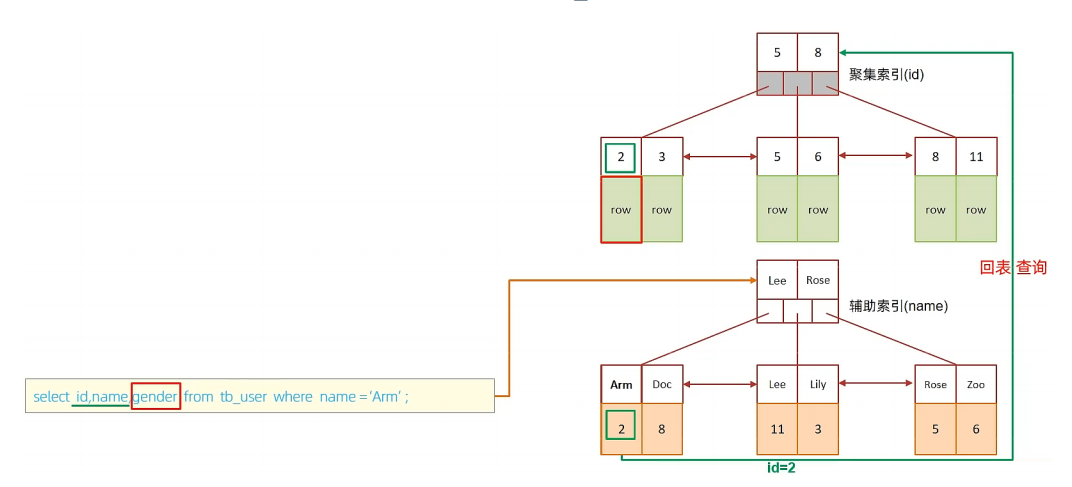 5 8
聚集索引(id)
2 3 5 6 8 11
row row row row row row
回表 查询
Lee Rose
辅助索引(name)
select id,name,gender from tb_user where name = 'Arm' ;
Arm Doc Lee Lily Rose Zoo
2 8 11 3 5 6
id=2